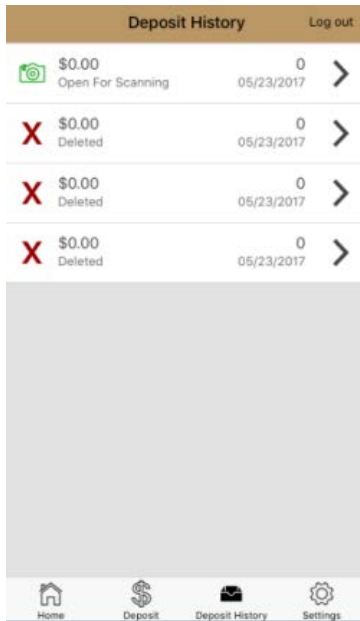 Deposit History Log out
$0.00 0
Open For Scanning 05/23/2017
X $0.00 0
Deleted 05/23/2017
X $0.00 0
Deleted 05/23/2017
X $0.00 0
Deleted 05/23/2017
Home Deposit Deposit History Settings